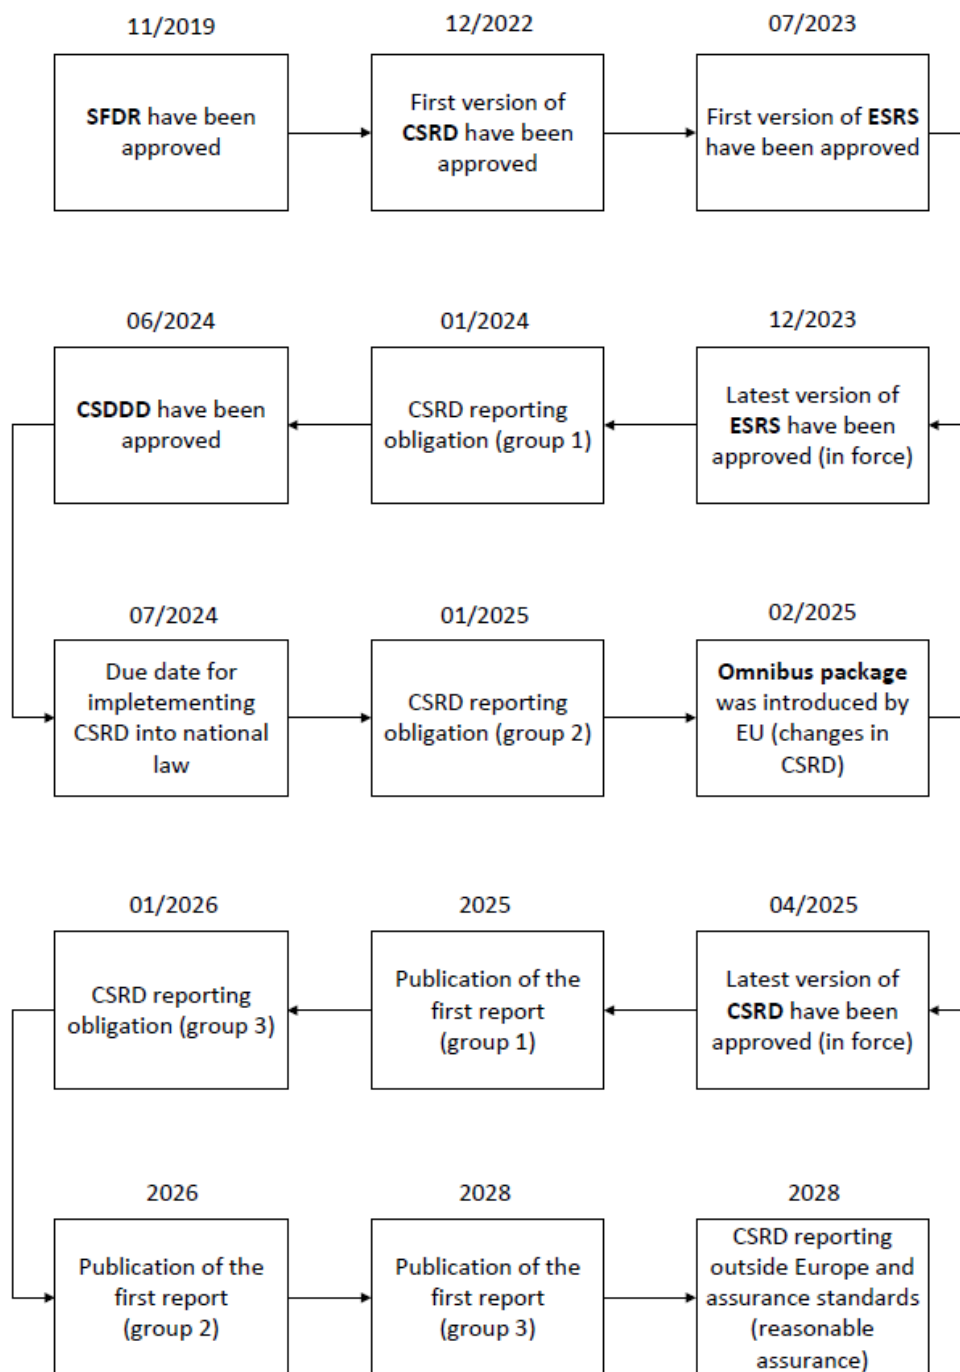 11/2019
SFDR have been
approved
12/2022
First version of
CSRD have been
approved
07/2023
First version of ESRS
have been approved
12/2023
Latest version of
ESRS have been
approved (in force)
01/2024
CSRD reporting
obligation (group 1)
06/2024
CSDDD have been
approved
07/2024
Due date for
impletementing
CSRD into national
law
01/2025
CSRD reporting
obligation (group 2)
02/2025
Omnibus package
was introduced by
EU (changes in
CSRD)
04/2025
Latest version of
CSRD have been
approved (in force)
2025
Publication of the
first report
(group 1)
01/2026
CSRD reporting
obligation (group 3)
2026
Publication of the
first report
(group 2)
2028
Publication of the
first report
(group 3)
2028
CSRD reporting
outside Europe and
assurance standards
(reasonable
assurance)